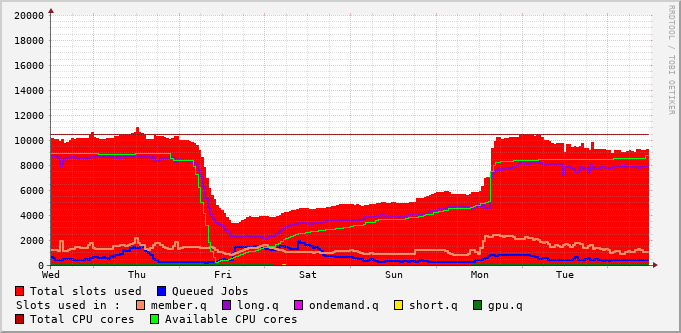 RRDTOOL / TOBI OETIKER
20000
18000
16000
14000
12000
10000
8000
6000
4000
2000
0
Wed Thu Fri Sat Sun Mon Tue
Total slots used Queued Jobs
Slots used in : member.q long.q ondemand.q short.q gpu.q
Total CPU cores Available CPU cores